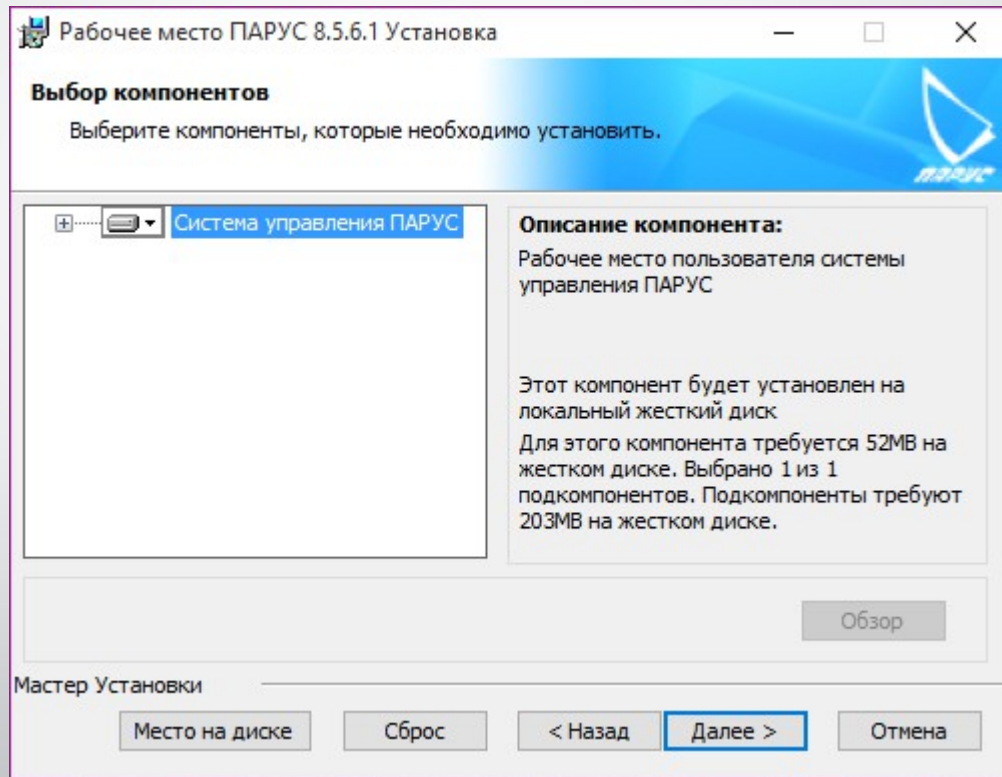 Рабочее место ПАРУС 8.5.6.1 Установка
Выбор компонентов
Выберите компоненты, которые необходимо установить.
ПАРУС
Система управления ПАРУС
Описание компонента:
Рабочее место пользователя системы
управления ПАРУС
Этот компонент будет установлен на
локальный жесткий диск
Для этого компонента требуется 52MB на
жестком диске. Выбрано 1 из 1
подкомпонентов. Подкомпоненты требуют
203MB на жестком диске.
Обзор
Мастер Установки
Место на диске
Сброс
< Назад
Далее >
Отмена